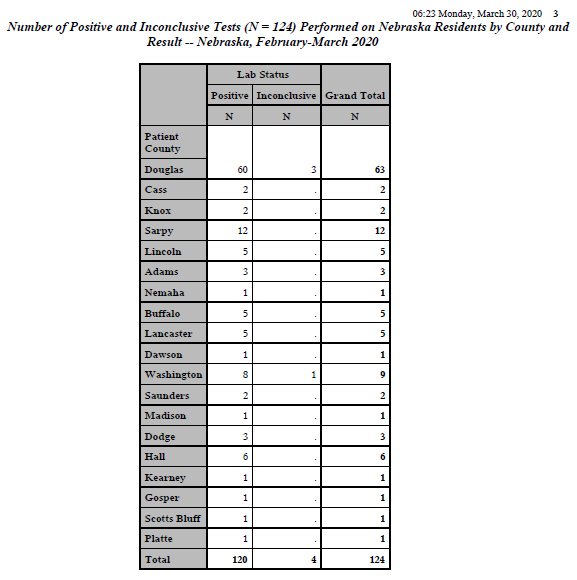 06:23 Monday, March 30, 2020 3
Number of Positive and Inconclusive Tests (N = 124) Performed on Nebraska Residents by County and
Result -- Nebraska, February-March 2020
Lab Status
Positive Inconclusive Grand Total
N N N
Patient
County
Douglas 60 3 63
Cass 2 . 2
Knox 2 . 2
Sarpy 12 . 12
Lincoln 5 . 5
Adams 3 . 3
Nemaha 1 . 1
Buffalo 5 . 5
Lancaster 5 . 5
Dawson 1 . 1
Washington 8 1 9
Saunders 2 . 2
Madison 1 . 1
Dodge 3 . 3
Hall 6 . 6
Kearney 1 . 1
Gosper 1 . 1
Scotts Bluff 1 . 1
Platte 1 . 1
Total 120 4 124